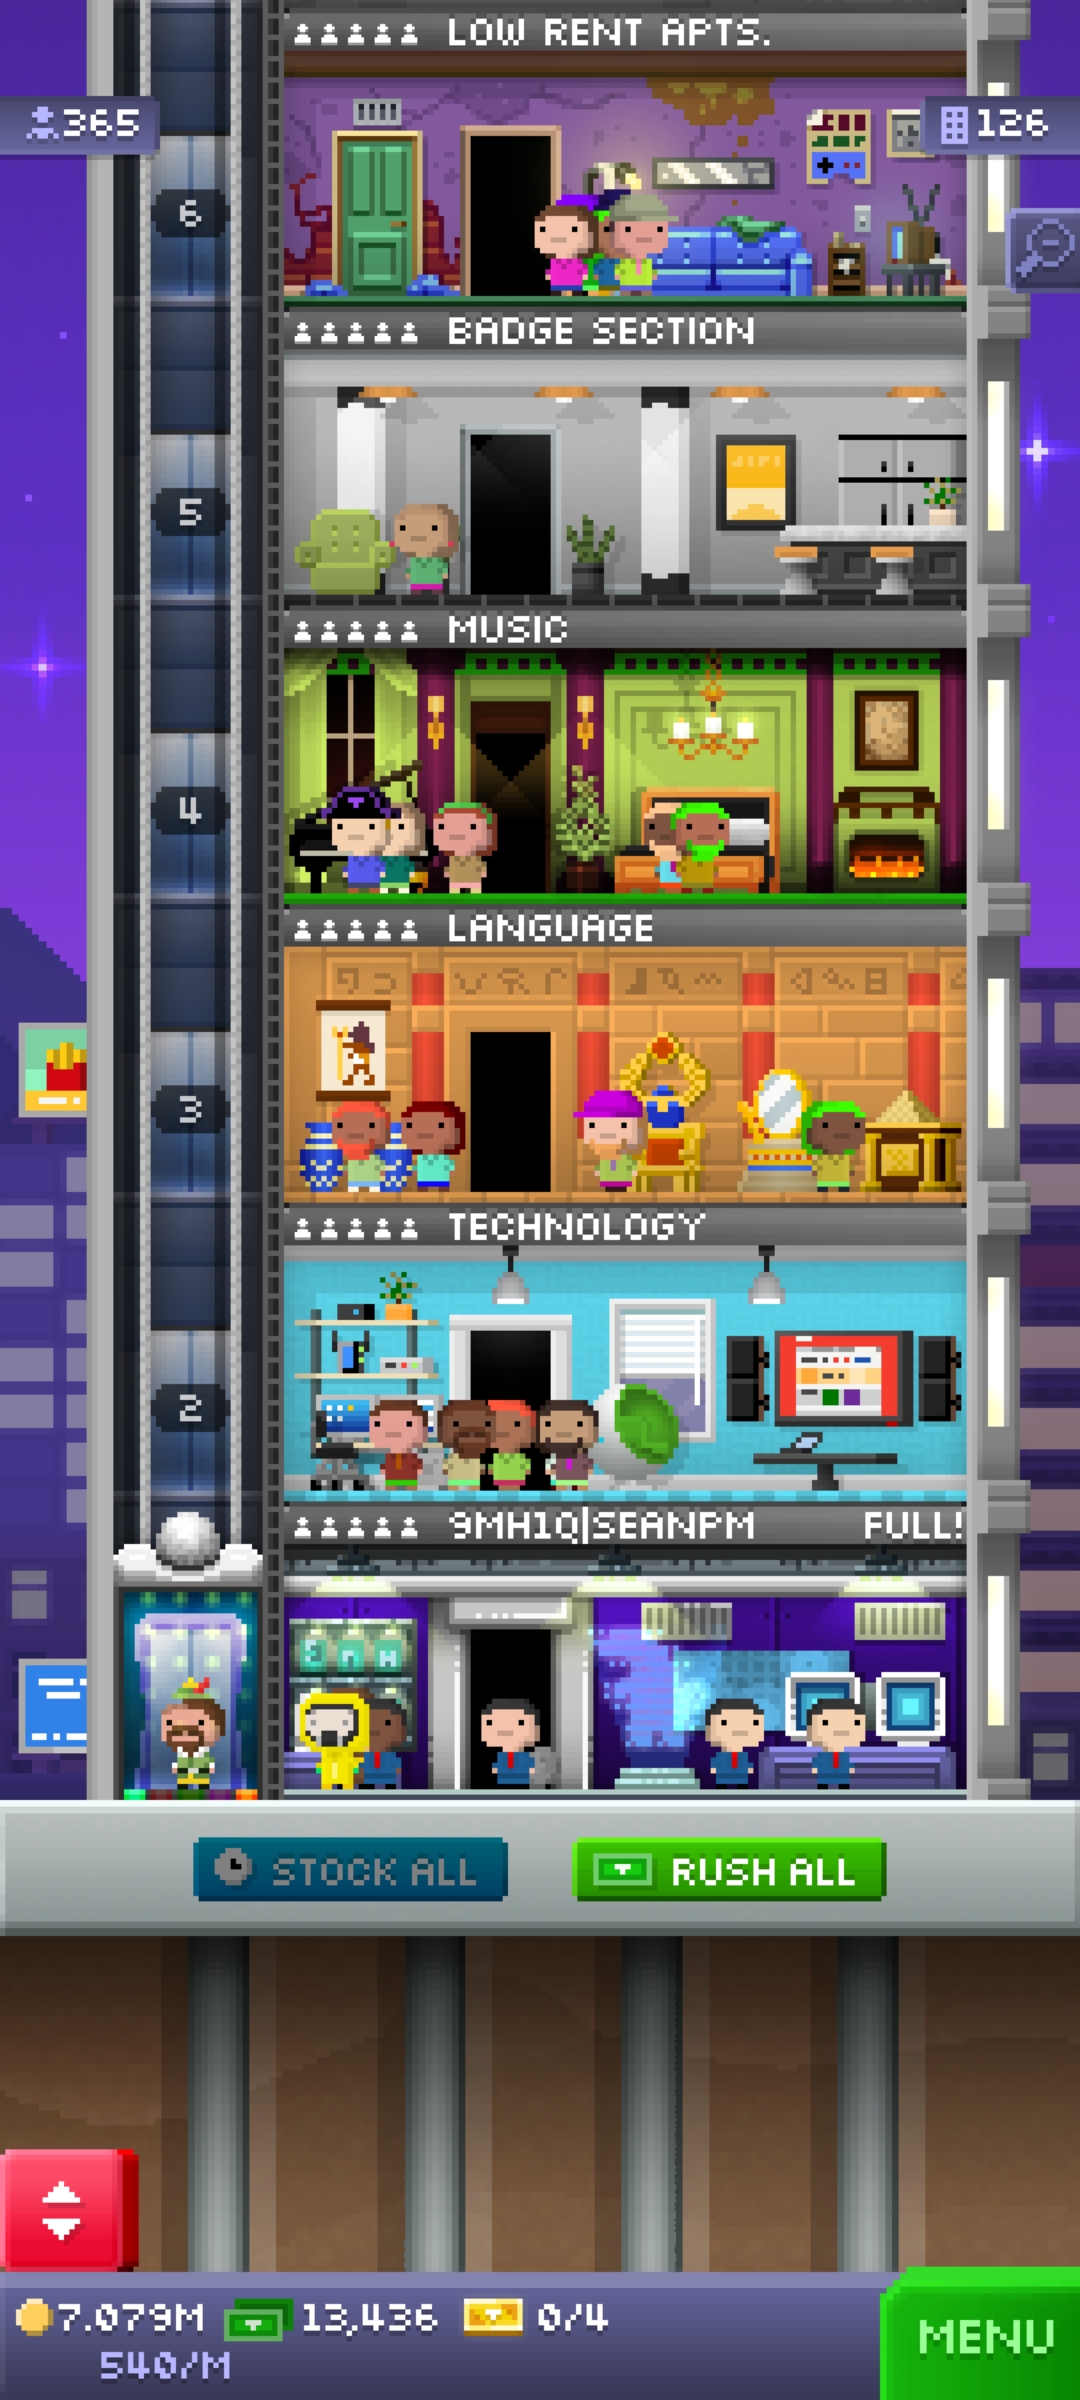 LOW RENT APTS.
365
126
6
BADGE SECTION
5
MUSIC
4
LANGUAGE
3
TECHNOLOGY
2
9MH1Q|SEANPM FULL!
STOCK ALL
RUSH ALL
7.079M 13,436 0/4
540/M
MENU